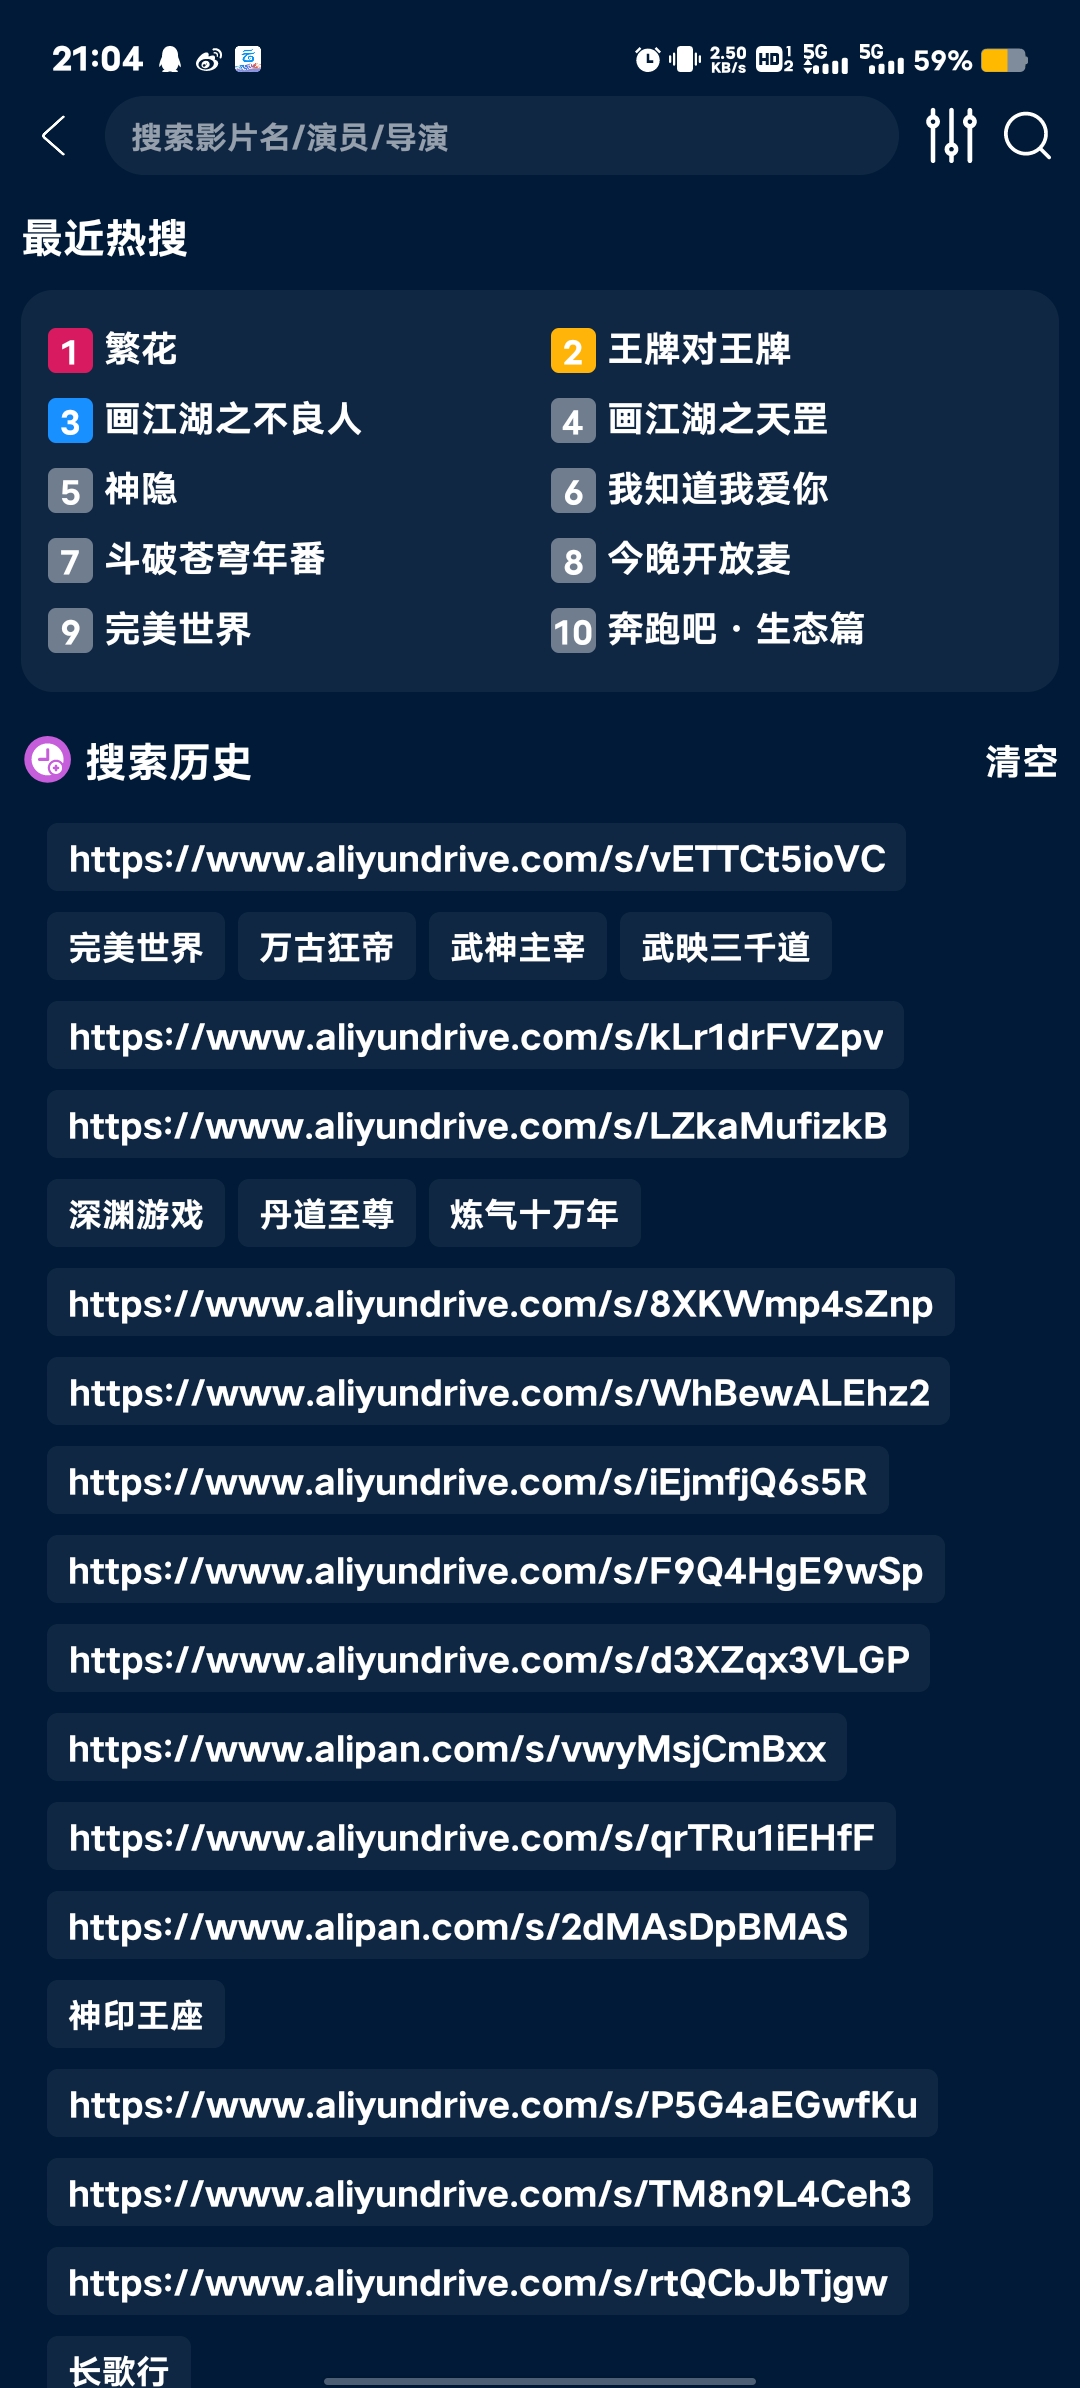 21:04 2.50 KB/s HD 1 2 5G 5G 59%
搜索影片名/演员/导演
最近热搜
1 繁花 2 王牌对王牌
3 画江湖之不良人 4 画江湖之天罡
5 神隐 6 我知道我爱你
7 斗破苍穹年番 8 今晚开放麦
9 完美世界 10 奔跑吧·生态篇
搜索历史 清空
https://www.aliyundrive.com/s/vETTCt5ioVC
完美世界 万古狂帝 武神主宰 武映三千道
https://www.aliyundrive.com/s/kLr1drFVZpv
https://www.aliyundrive.com/s/LZkaMufizkB
深渊游戏 丹道至尊 炼气十万年
https://www.aliyundrive.com/s/8XKWmp4sZnp
https://www.aliyundrive.com/s/WhBewALEhz2
https://www.aliyundrive.com/s/iEjmfjQ6s5R
https://www.aliyundrive.com/s/F9Q4HgE9wSp
https://www.aliyundrive.com/s/d3XZqx3VLGP
https://www.alipan.com/s/vwyMsjCmBxx
https://www.aliyundrive.com/s/qrTRu1iEHfF
https://www.alipan.com/s/2dMAsDpBMAS
神印王座
https://www.aliyundrive.com/s/P5G4aEGwfKu
https://www.aliyundrive.com/s/TM8n9L4Ceh3
https://www.aliyundrive.com/s/rtQCbJbTjgw
长歌行